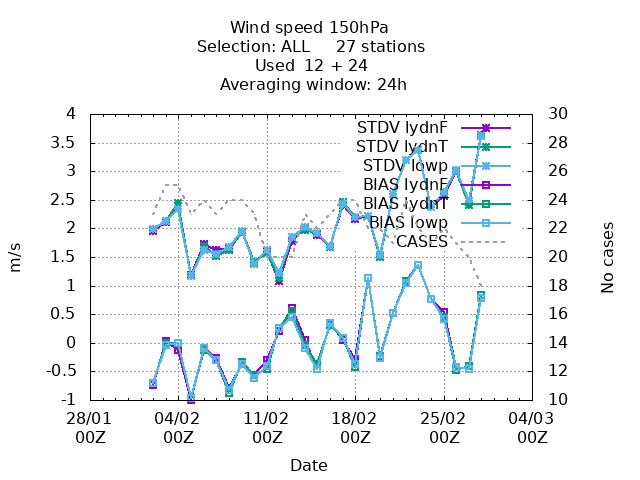 Wind speed 150hPa
Selection: ALL 27 stations
Used 12 + 24
Averaging window: 24h
4
3.5
3
2.5
2
1.5
1
0.5
0
-0.5
-1
m/s
30
28
26
24
22
20
18
16
14
12
10
No cases
STDV lydnF
STDV lydnT
STDV lowp
BIAS lydnF
BIAS lydnT
BIAS lowp
CASES
28/01 04/02 11/02 18/02 25/02 04/03
00Z 00Z 00Z 00Z 00Z 00Z
Date